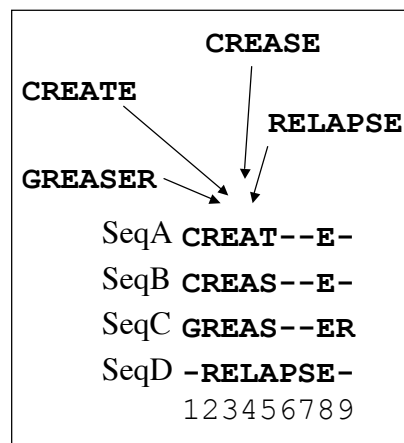 CREASE
CREATE
RELAPSE
GREASER
SeqA CREAT--E-
SeqB CREAS--E-
SeqC GREAS--ER
SeqD -RELAPSE-
123456789